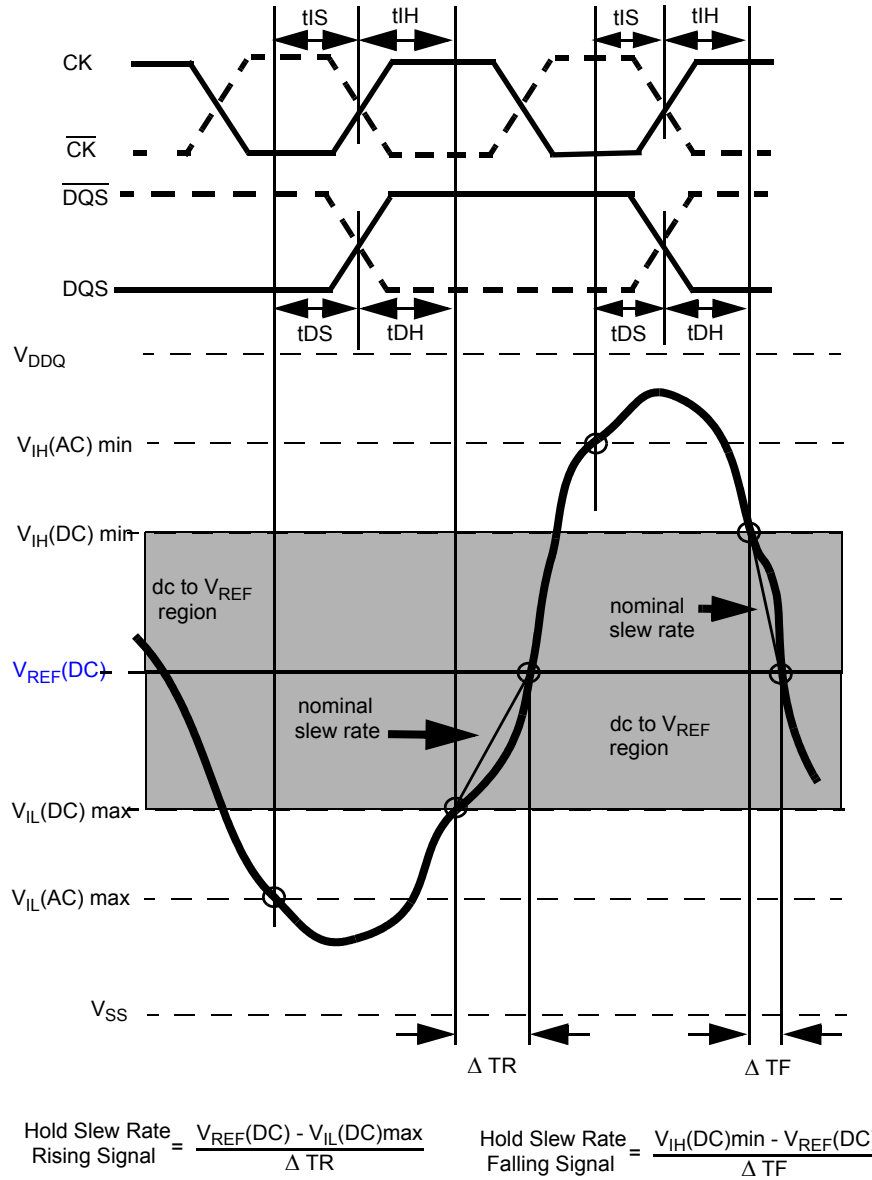 tIS tIH tIS tIH
CK
CK
DQS
DQS
tDS tDH tDS tDH
VDDQ
VIH(AC) min
VIH(DC) min
dc to VREF
region
nominal
slew rate
VREF(DC)
nominal
slew rate
dc to VREF
region
VIL(DC) max
VIL(AC) max
VSS
Δ TR Δ TF
Hold Slew Rate
Rising Signal
=
VREF(DC) - VIL(DC)max
Δ TR
Hold Slew Rate
Falling Signal
=
VIH(DC)min - VREF(DC)
Δ TF